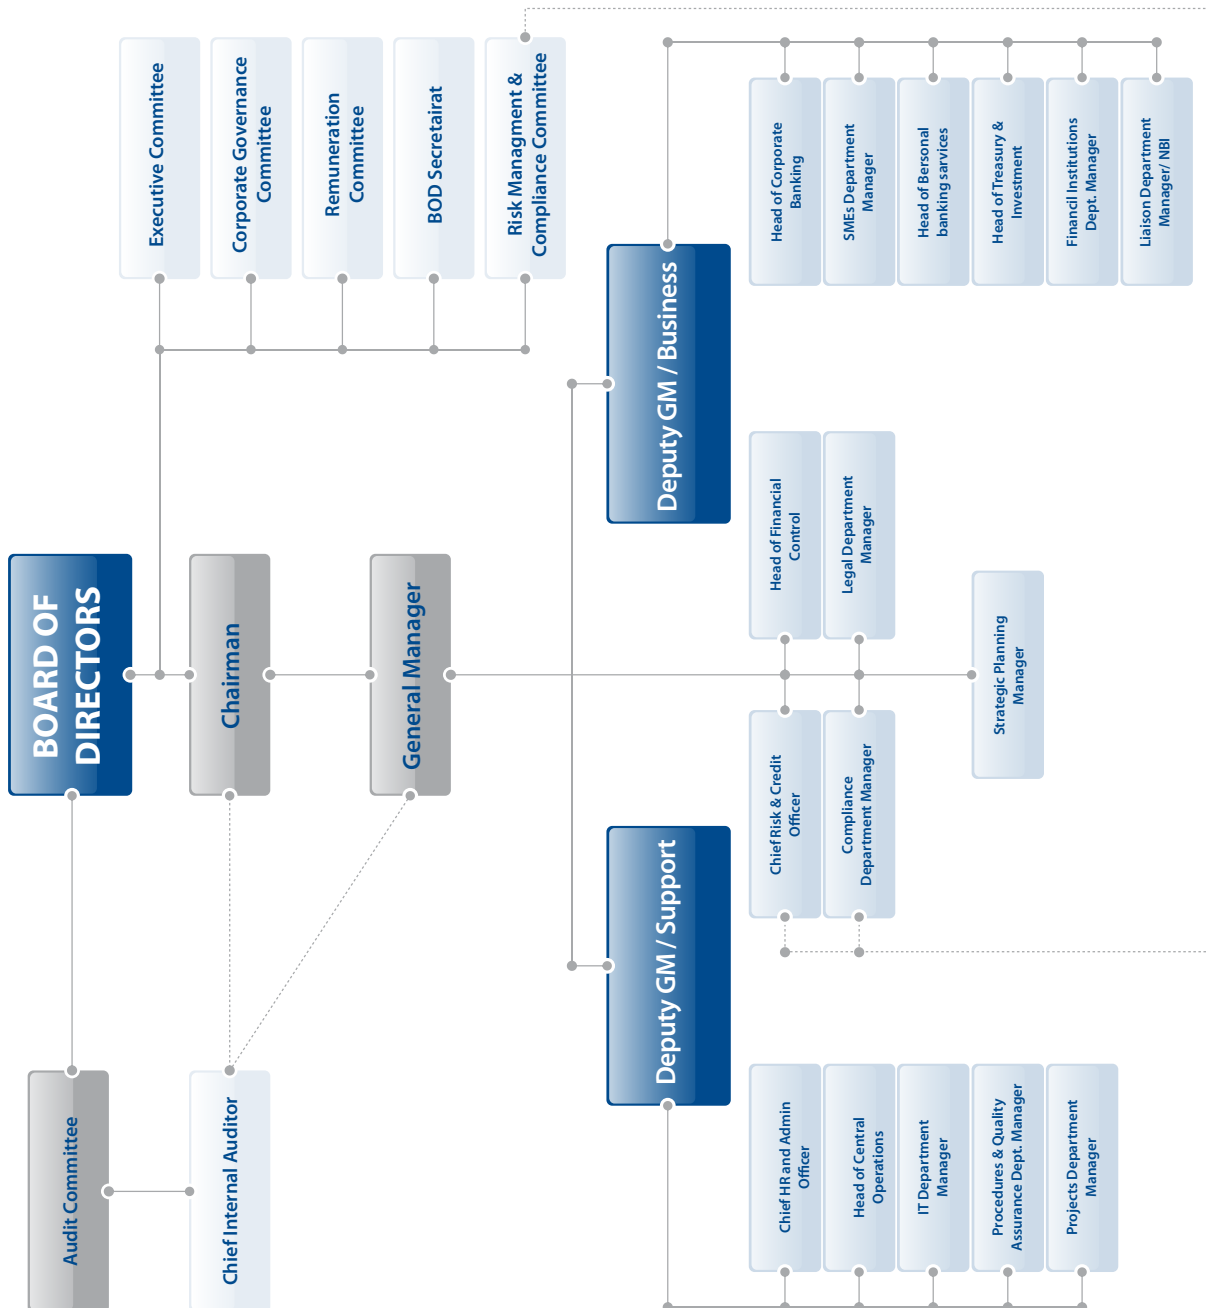 BOARD OF
DIRECTORS
Audit Committee
Chairman
Chief Internal Auditor
General Manager
Executive Committee
Corporate Governance
Committee
Remuneration
Committee
BOD Secretairat
Risk Managment &
Compliance Committee
Deputy GM / Support
Deputy GM / Business
Chief HR and Admin
Officer
Head of Central
Operations
IT Department
Manager
Procedures & Quality
Assurance Dept. Manager
Projects Department
Manager
Chief Risk & Credit
Officer
Compliance
Department Manager
Head of Financial
Control
Legal Department
Manager
Strategic Planning
Manager
Head of Corporate
Banking
SMEs Department
Manager
Head of Bersonal
banking sarvices
Head of Treasury &
Investment
Financil Institutions
Dept. Manager
Liaison Department
Manager/ NBI